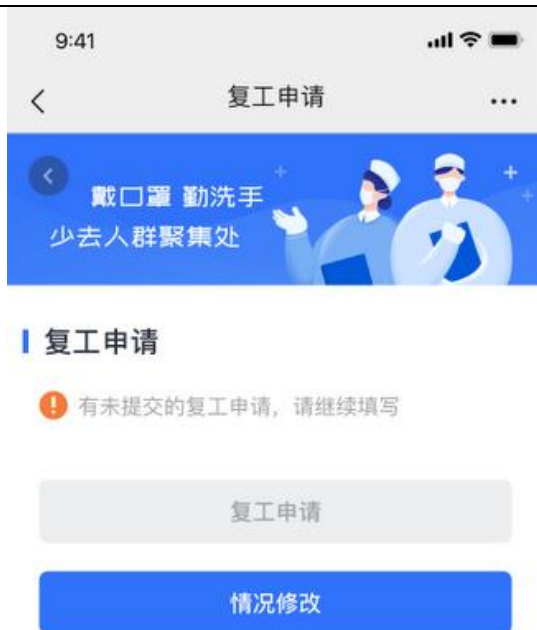 9:41
复工申请
戴口罩 勤洗手
少去人群聚集处
复工申请
有未提交的复工申请，请继续填写
复工申请
情况修改